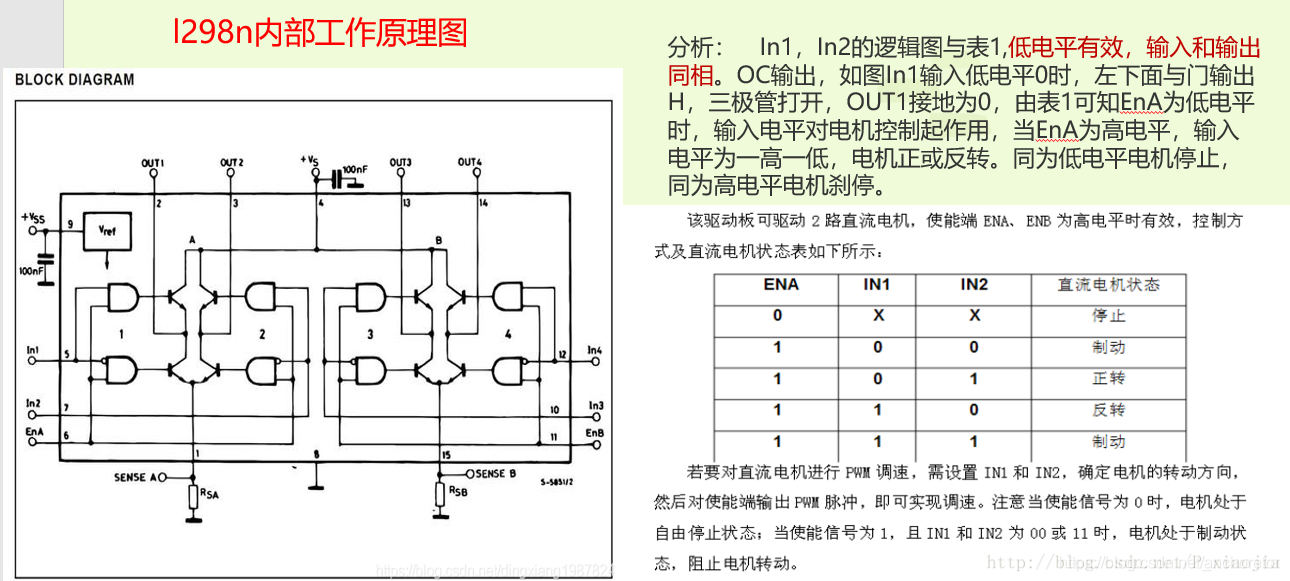 l298n内部工作原理图
BLOCK DIAGRAM
OUT1
OUT2
+Vs
100nF
OUT3
OUT4
2
3
4
13
14
+VSS
9
Vref
A
B
100nF
1
2
3
4
In1
5
12
In4
In2
7
10
In3
EnA
6
11
EnB
1
8
15
SENSE A
SENSE B
RSA
RSB
S-5851/2
https://blog.csdn.net/dingxiang1987824
分析： In1，In2的逻辑图与表1,低电平有效，输入和输出
同相。OC输出，如图In1输入低电平0时，左下面与门输出
H，三极管打开，OUT1接地为0，由表1可知EnA为低电平
时，输入电平对电机控制起作用，当EnA为高电平，输入
电平为一高一低，电机正或反转。同为低电平电机停止，
同为高电平电机刹停。
该驱动板可驱动 2 路直流电机，使能端 ENA、ENB 为高电平时有效，控制方
式及直流电机状态表如下所示：
ENA IN1 IN2 直流电机状态
0 X X 停止
1 0 0 制动
1 0 1 正转
1 1 0 反转
1 1 1 制动
若要对直流电机进行 PWM 调速，需设置 IN1 和 IN2，确定电机的转动方向，
然后对使能端输出 PWM 脉冲，即可实现调速。注意当使能信号为 0 时，电机处于
自由停止状态；当使能信号为 1，且 IN1 和 IN2 为 00 或 11 时，电机处于制动状
态，阻止电机转动。